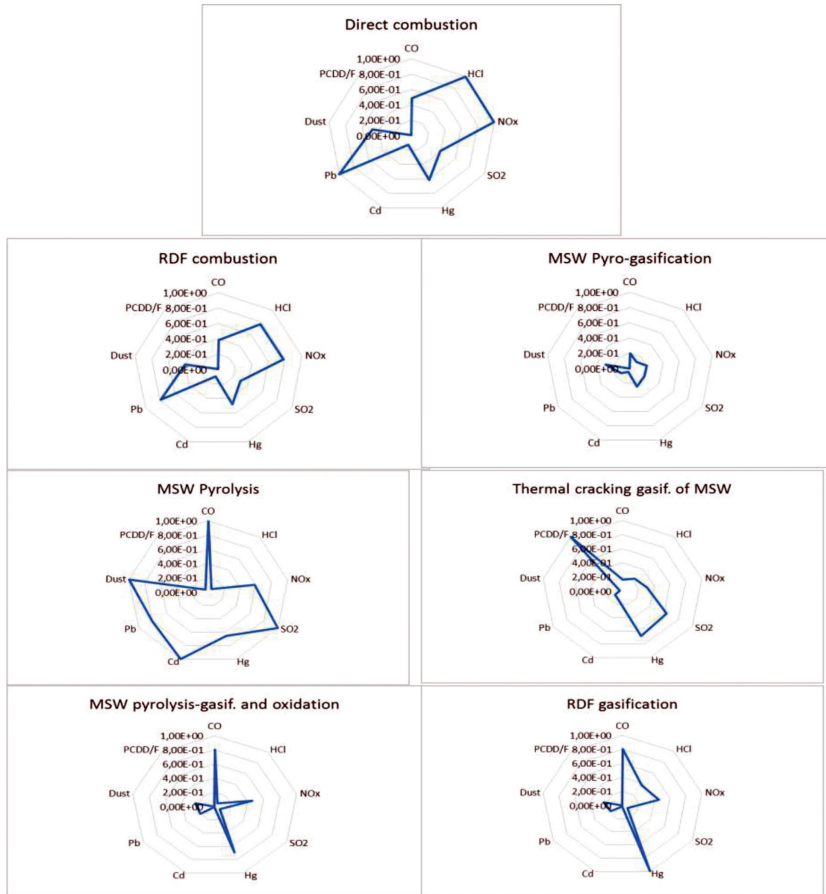 Direct combustion
CO
1,00E+00
PCDD/F 8,00E-01 HCl
6,00E-01
4,00E-01
Dust 2,00E-01 NOx
0,00E+00
Pb SO2
Cd Hg
RDF combustion
CO
1,00E+00
PCDD/F 8,00E-01 HCl
6,00E-01
4,00E-01
Dust 2,00E-01 NOx
0,00E+00
Pb SO2
Cd Hg
MSW Pyro-gasification
CO
1,00E+00
PCDD/F 8,00E-01 HCl
6,00E-01
4,00E-01
Dust 2,00E-01 NOx
0,00E+00
Pb SO2
Cd Hg
MSW Pyrolysis
CO
1,00E+00
PCDD/F 8,00E-01 HCl
6,00E-01
4,00E-01
Dust 2,00E-01 NOx
0,00E+00
Pb SO2
Cd Hg
Thermal cracking gasif. of MSW
CO
1,00E+00
PCDD/F 8,00E-01 HCl
6,00E-01
4,00E-01
Dust 2,00E-01 NOx
0,00E+00
Pb SO2
Cd Hg
MSW pyrolysis-gasif. and oxidation
CO
1,00E+00
PCDD/F 8,00E-01 HCl
6,00E-01
4,00E-01
Dust 2,00E-01 NOx
0,00E+00
Pb SO2
Cd Hg
RDF gasification
CO
1,00E+00
PCDD/F 8,00E-01 HCl
6,00E-01
4,00E-01
Dust 2,00E-01 NOx
0,00E+00
Pb SO2
Cd Hg